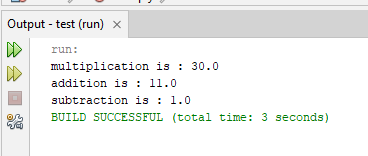 Output - test (run)
run:
multiplication is : 30.0
addition is : 11.0
subtraction is : 1.0
BUILD SUCCESSFUL (total time: 3 seconds)